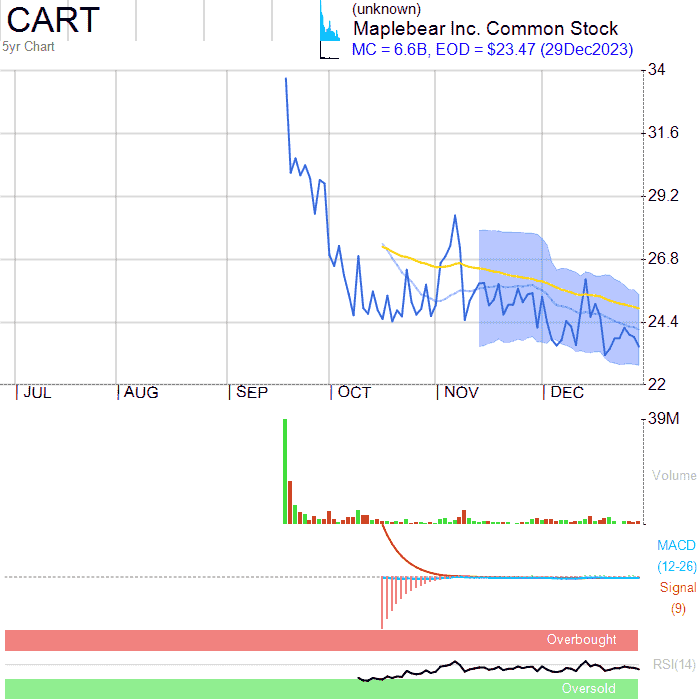 CART
5yr Chart
(unknown)
Maplebear Inc. Common Stock
MC = 6.6B, EOD = $23.47 (29Dec2023)
34
31.6
29.2
26.8
24.4
22
JUL
AUG
SEP
OCT
NOV
DEC
39M
Volume
MACD
(12-26)
Signal
(9)
Overbought
RSI(14)
Oversold